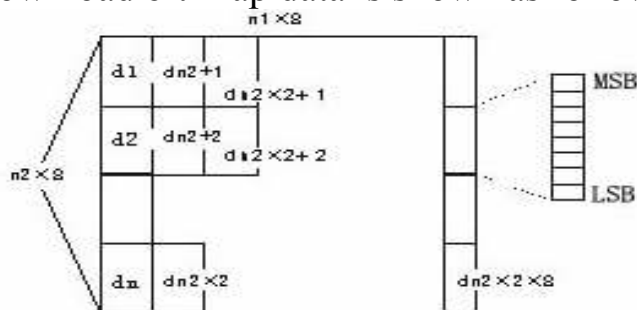 n1×8
d1
dn2+1
dn2×2+1
MSB
d2
dn2+2
dn2×2+2
n2×8
LSB
dn
dn2×2
dn2×2×8